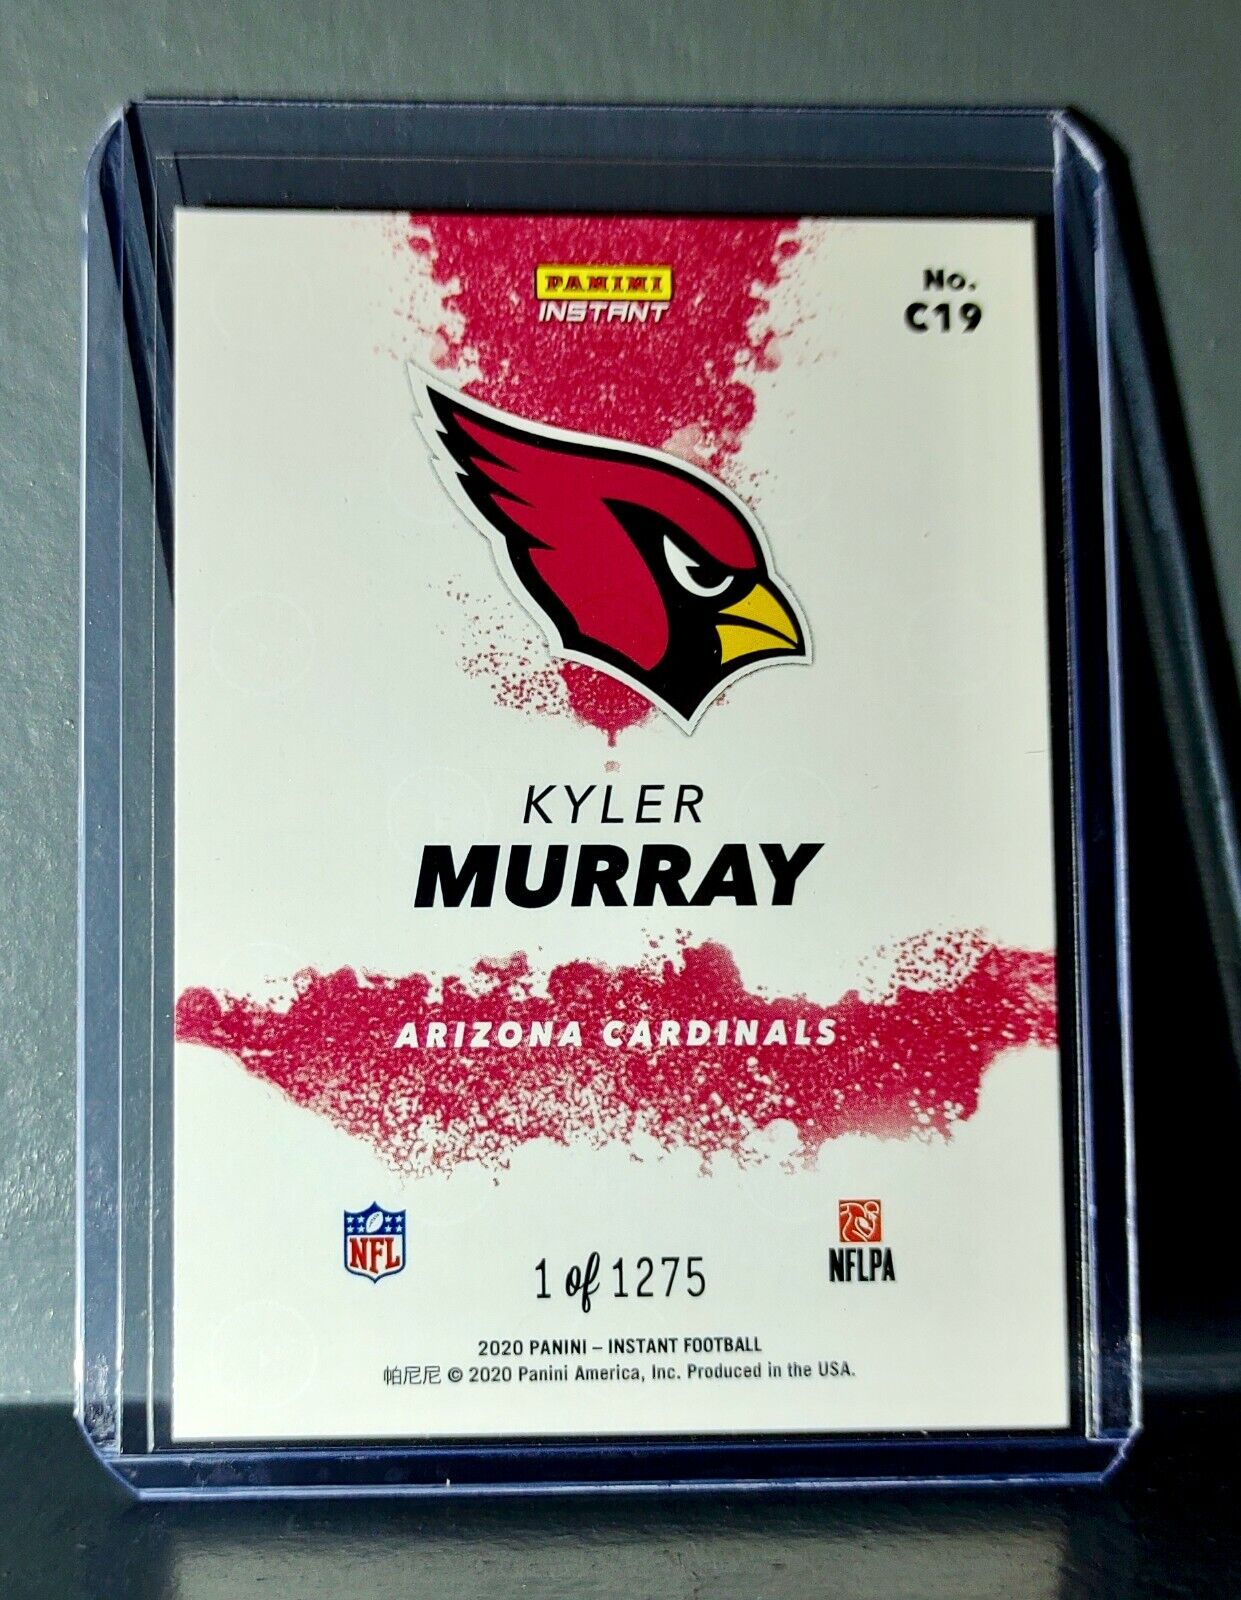 PANINI
INSTANT
No.
C19
KYLER
MURRAY
ARIZONA CARDINALS
NFL
1 of 1275
NFLPA
2020 PANINI – INSTANT FOOTBALL
帕尼尼 © 2020 Panini America, Inc. Produced in the USA.